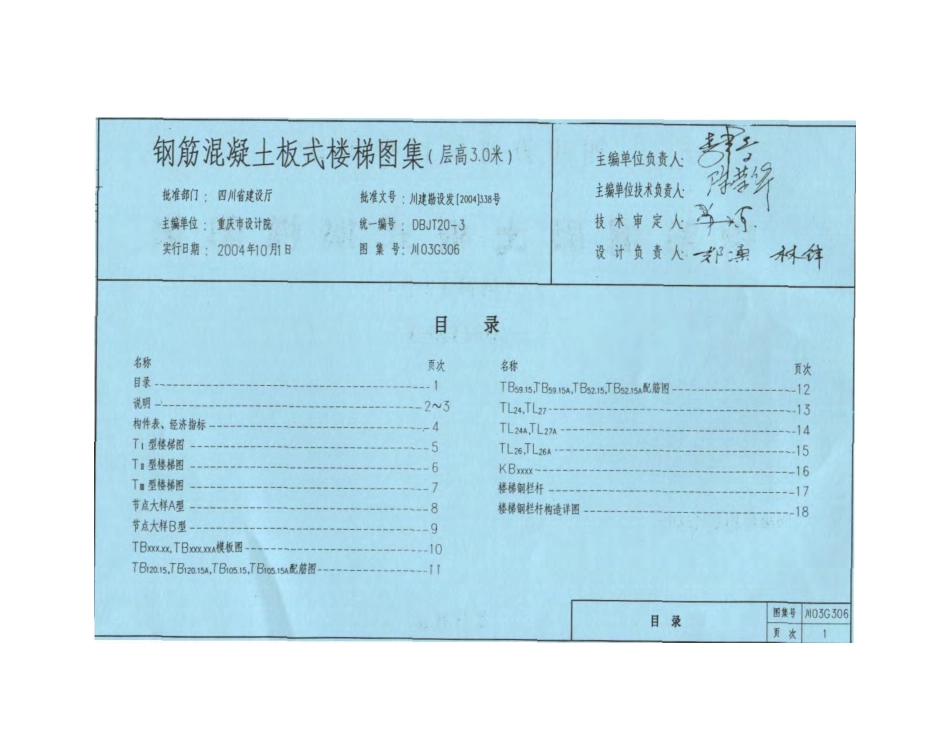 钢筋混凝土板式楼梯图集(层高3.0米)
批准部门：四川省建设厅 批准文号：川建勘设发[2004]338号
主编单位：重庆市设计院 统一编号：DBJT20-3
实行日期：2004年10月1日 图集号：川03G306
主编单位负责人：
主编单位技术负责人：
技术审定人：
设计负责人：
目 录
名称 页次
目录 1
说明 2~3
构件表、经济指标 4
TⅠ型楼梯图 5
TⅡ型楼梯图 6
TⅢ型楼梯图 7
节点大样A型 8
节点大样B型 9
TBxxx.xx,TBxxx.xxA模板图 10
TB120.15,TB120.15A,TB105.15,TB105.15A配筋图 11
名称 页次
TB59.15,TB59.15A,TB52.15,TB52.15A配筋图 12
TL24,TL27 13
TL24A,TL27A 14
TL26,TL26A 15
KBxxxx 16
楼梯钢栏杆 17
楼梯钢栏杆构造详图 18
目 录
图集号 川03G306
页 次 1